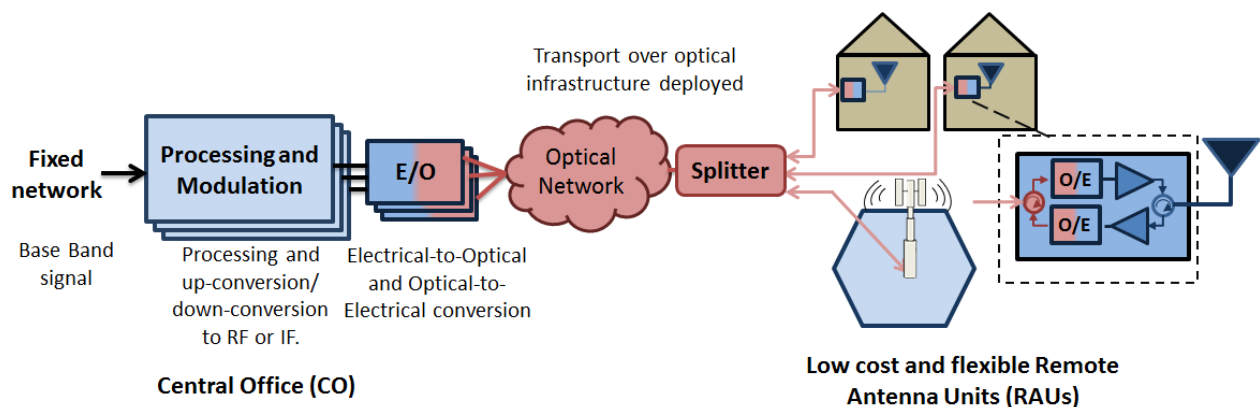 Fixed
network
Base Band
signal
Processing and
Modulation
Processing and
up-conversion/
down-conversion
to RF or IF.
E/O
Electrical-to-Optical
and Optical-to-
Electrical conversion
Central Office (CO)
Transport over optical
infrastructure deployed
Optical
Network
Splitter
O/E
O/E
Low cost and flexible Remote
Antenna Units (RAUs)